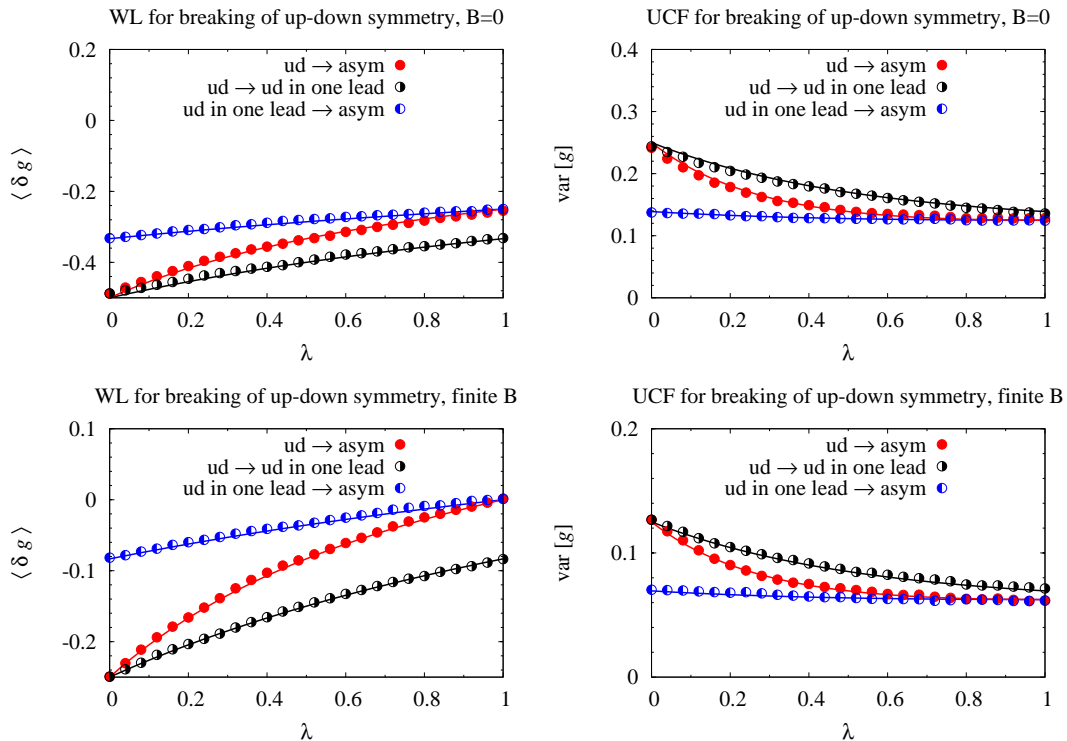 WL for breaking of up-down symmetry, B=0
⟨ δ g ⟩
0.2
0
-0.2
-0.4
ud → asym
ud → ud in one lead
ud in one lead → asym
0
0.2
0.4
0.6
0.8
1
λ
UCF for breaking of up-down symmetry, B=0
var [g]
0.4
0.3
0.2
0.1
0
ud → asym
ud → ud in one lead
ud in one lead → asym
0
0.2
0.4
0.6
0.8
1
λ
WL for breaking of up-down symmetry, finite B
⟨ δ g ⟩
0.1
0
-0.1
-0.2
ud → asym
ud → ud in one lead
ud in one lead → asym
0
0.2
0.4
0.6
0.8
1
λ
UCF for breaking of up-down symmetry, finite B
var [g]
0.2
0.1
0
ud → asym
ud → ud in one lead
ud in one lead → asym
0
0.2
0.4
0.6
0.8
1
λ